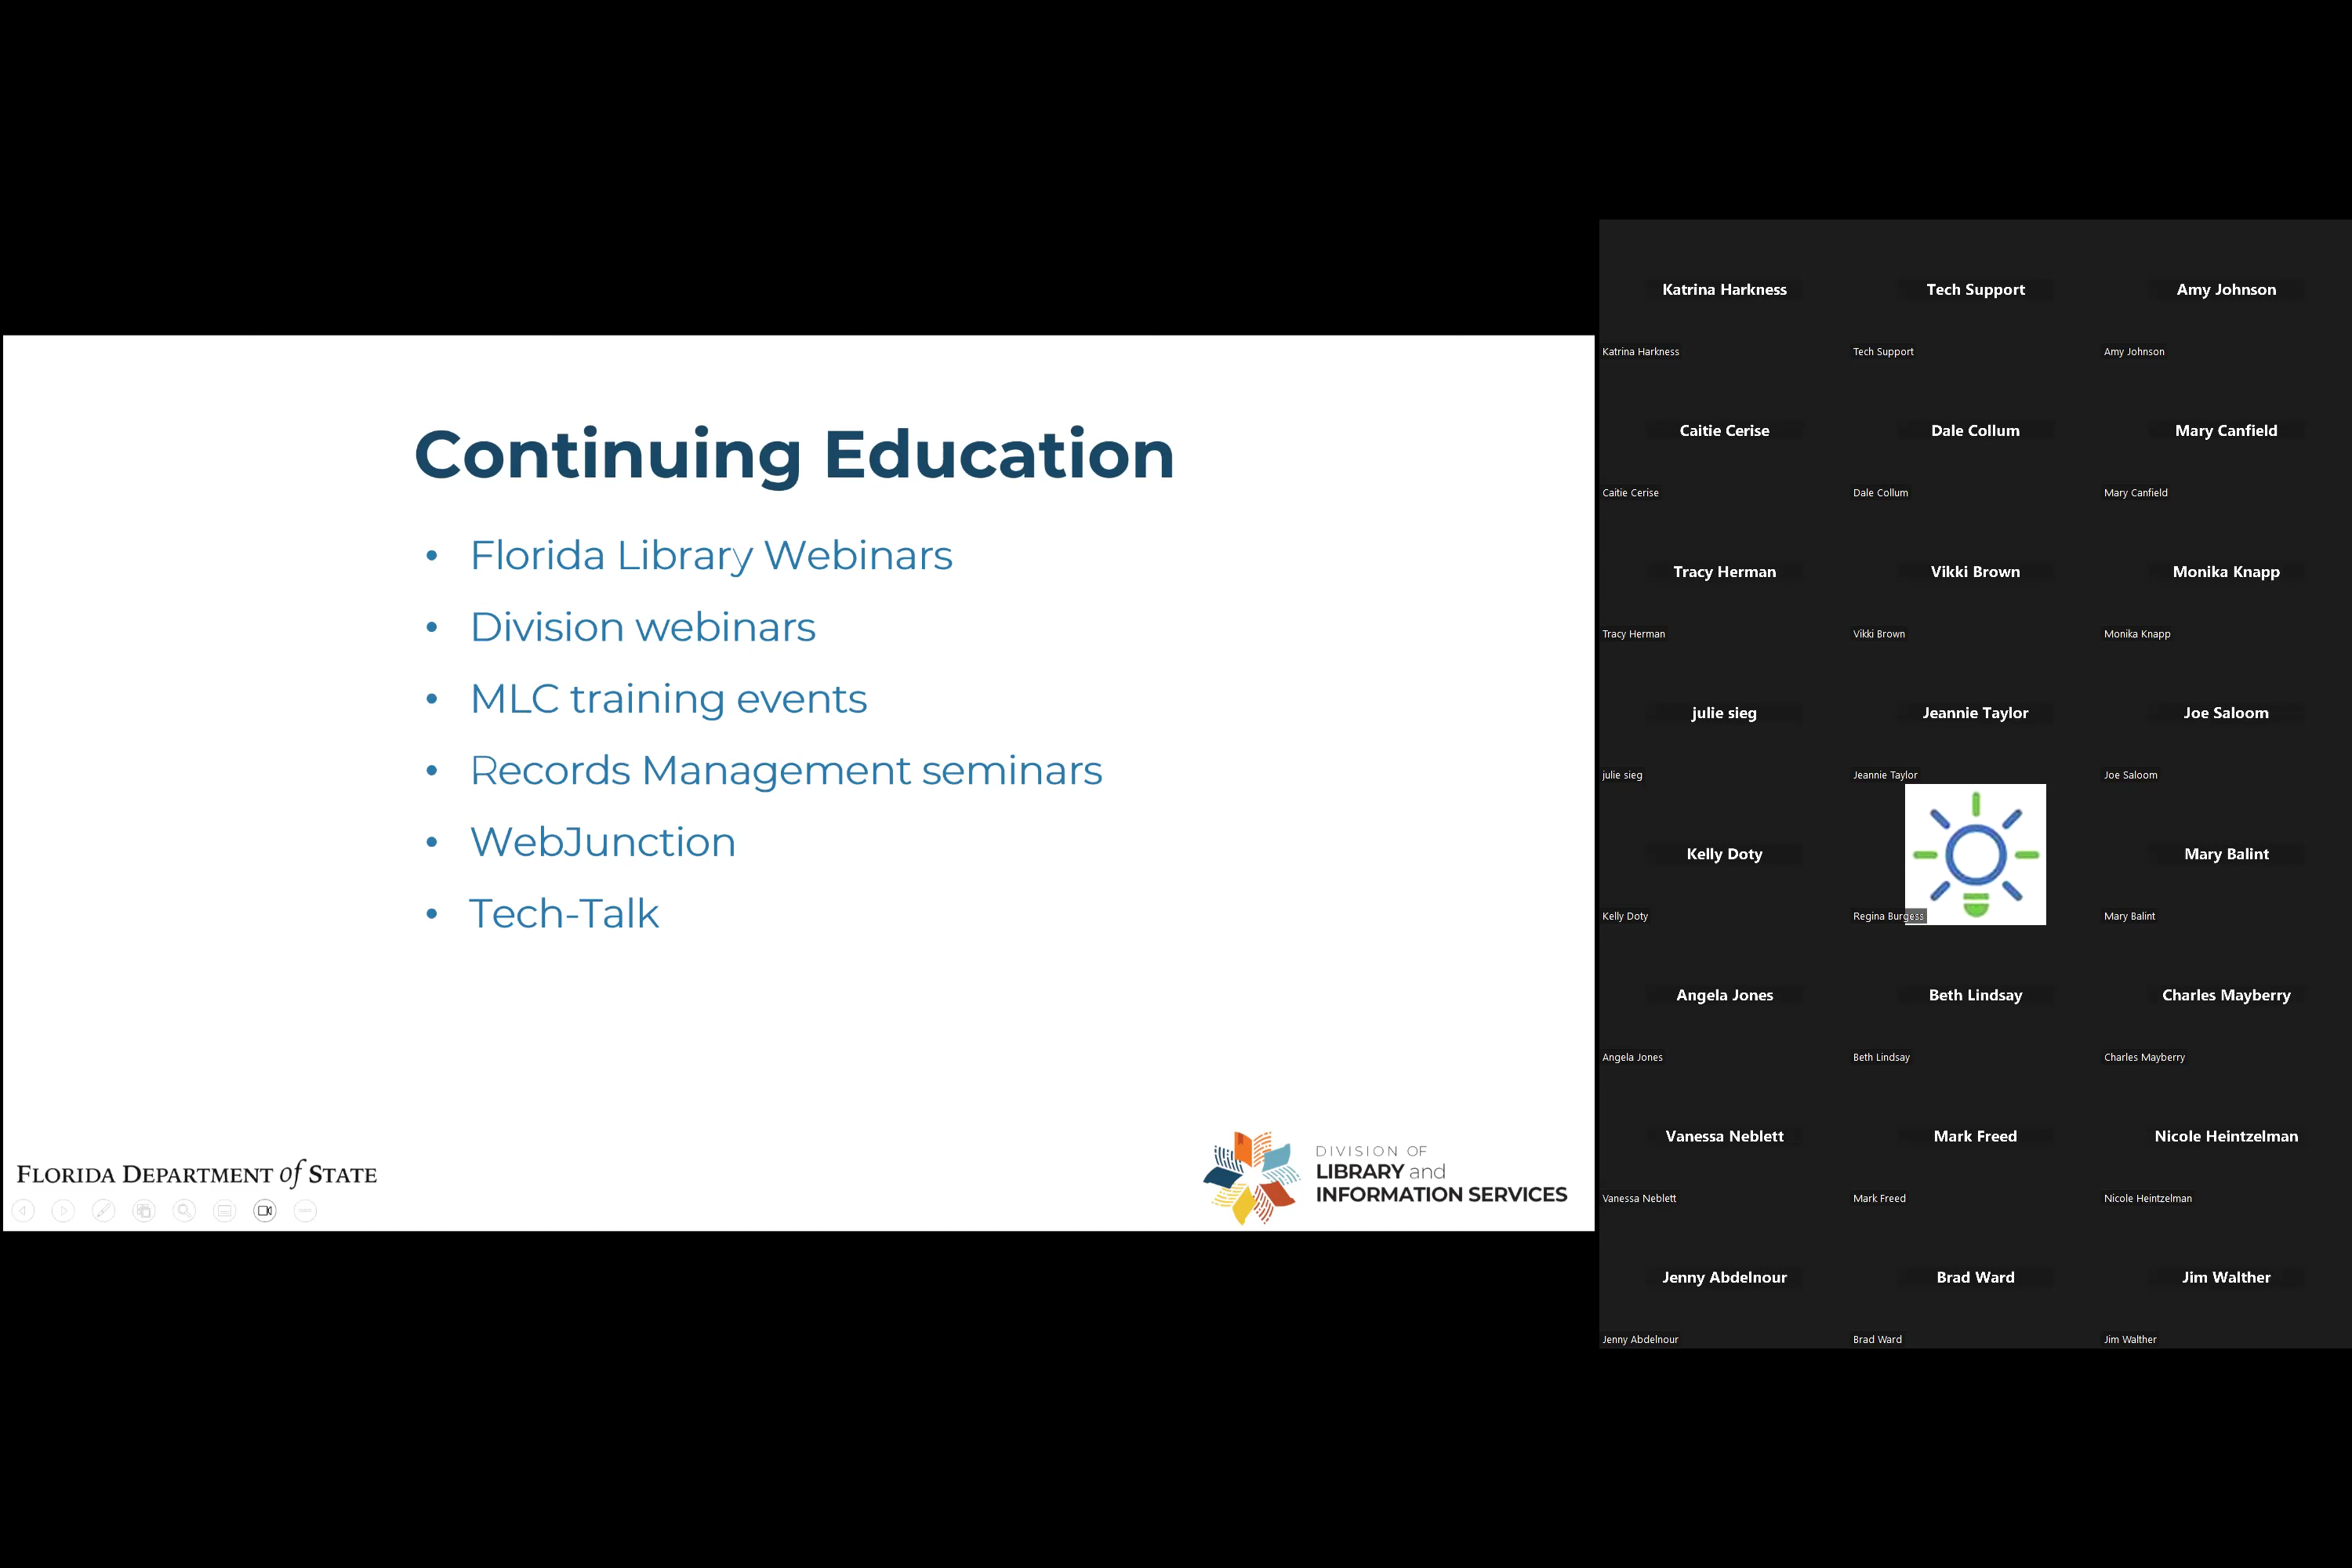 Continuing Education
• Florida Library Webinars
• Division webinars
• MLC training events
• Records Management seminars
• WebJunction
• Tech-Talk
FLORIDA DEPARTMENT of STATE
DIVISION OF
LIBRARY and
INFORMATION SERVICES
Katrina Harkness
Tech Support
Amy Johnson
Katrina Harkness
Tech Support
Amy Johnson
Caitie Cerise
Dale Collum
Mary Canfield
Caitie Cerise
Dale Collum
Mary Canfield
Tracy Herman
Vikki Brown
Monika Knapp
Tracy Herman
Vikki Brown
Monika Knapp
julie sieg
Jeannie Taylor
Joe Saloom
julie sieg
Jeannie Taylor
Joe Saloom
Kelly Doty
Mary Balint
Kelly Doty
Regina Burgess
Mary Balint
Angela Jones
Beth Lindsay
Charles Mayberry
Angela Jones
Beth Lindsay
Charles Mayberry
Vanessa Neblett
Mark Freed
Nicole Heintzelman
Vanessa Neblett
Mark Freed
Nicole Heintzelman
Jenny Abdelnour
Brad Ward
Jim Walther
Jenny Abdelnour
Brad Ward
Jim Walther